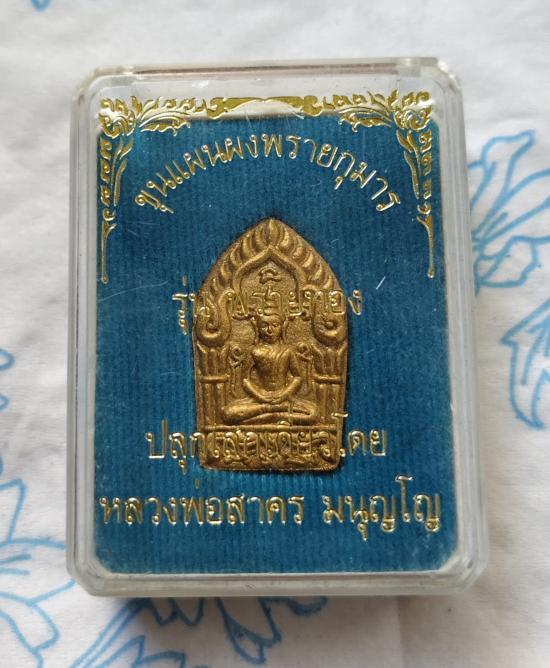 ขุนแผนผงพรายกุมาร
รุ่น พรายทอง
ปลุกเสกเดี่ยวโดย
หลวงพ่อสาคร มนุญโญ